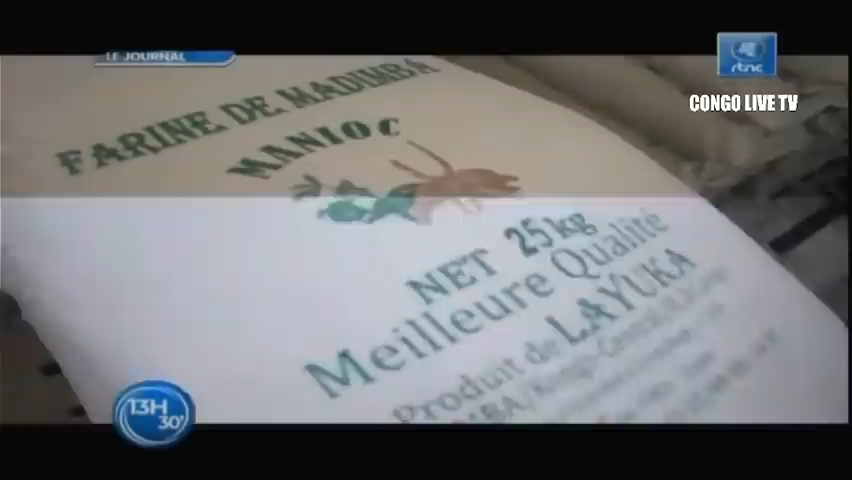 LE JOURNAL
rtnc
CONGO LIVE TV
FARINE DE MADIMBA
MANIOC
NET 25kg
Meilleure Qualité
Produit de LAYUKA
13H
30'